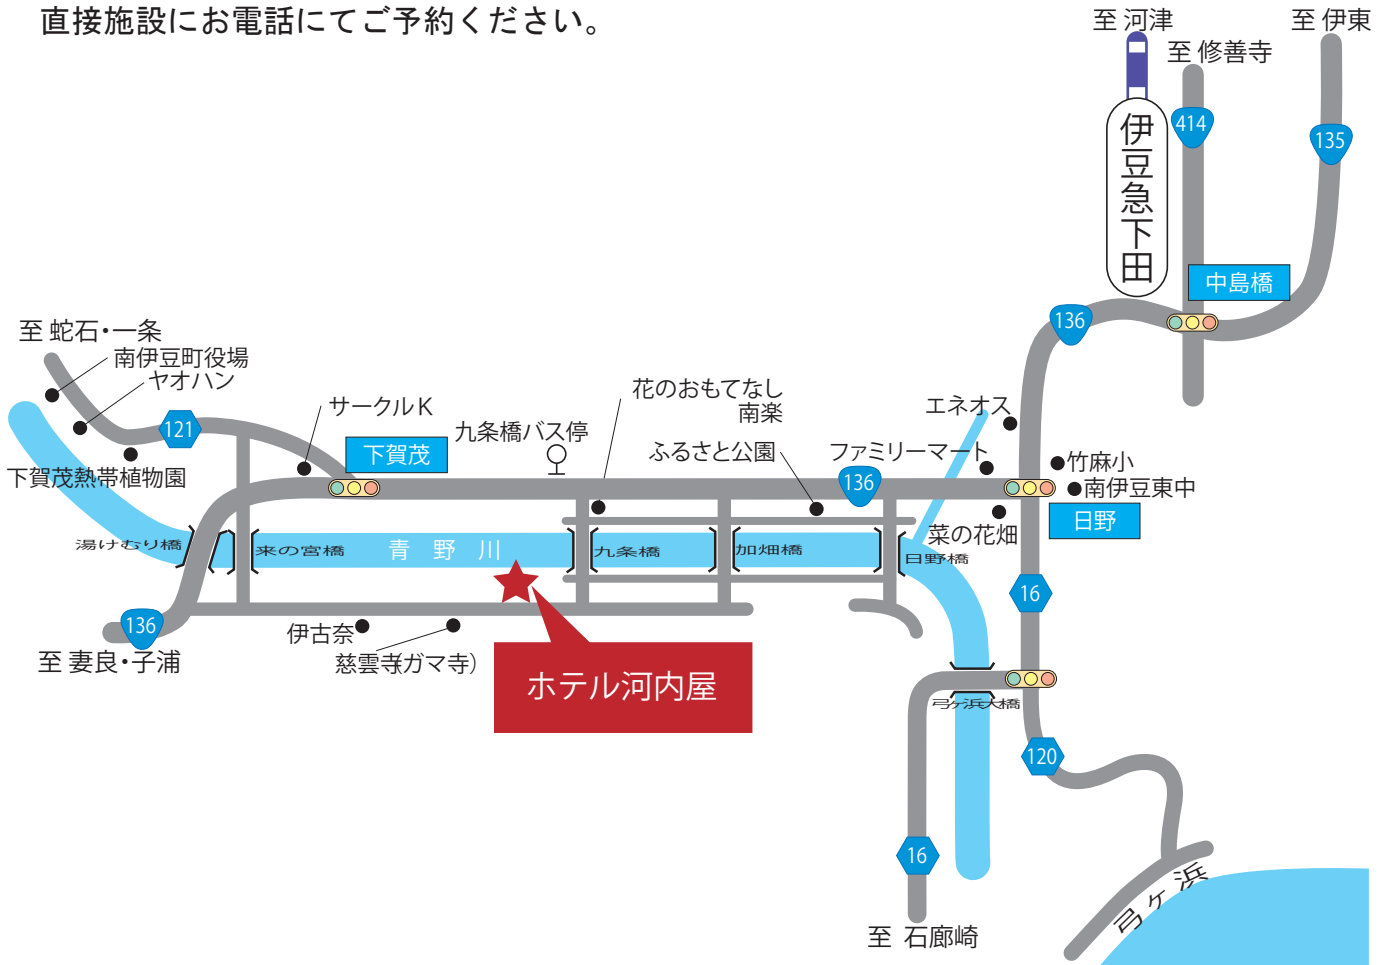 直接施設にお電話にてご予約ください。
至 河津
至 伊東
至 修善寺
414
135
伊豆急下田
中島橋
136
至 蛇石・一条
南伊豆町役場
ヤオハン
121
サークルK
下賀茂
九条橋バス停
花のおもてなし
南楽
ふるさと公園
エネオス
ファミリーマート
136
竹麻小
南伊豆東中
日野
菜の花畑
下賀茂熱帯植物園
湯けむり橋
来の宮橋
青野川
九条橋
加畑橋
日野橋
16
136
至 妻良・子浦
伊古奈
慈雲寺(ガマ寺)
ホテル河内屋
弓ヶ浜大橋
120
16
弓ヶ浜
至 石廊崎